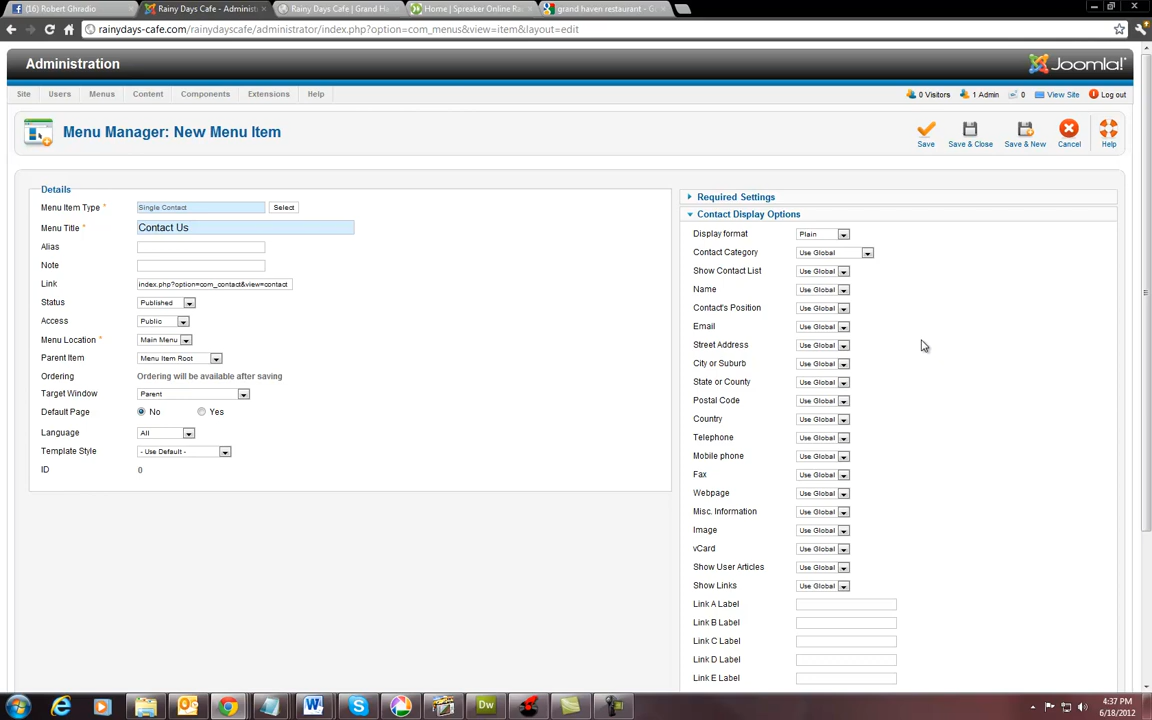 (16) Robert Ghradio
Rainy Days Cafe - Administ
Rainy Days Cafe | Grand Ha
Home | Spreaker Online Ra
grand haven restaurant - G
rainydays-cafe.com/rainydayscafe/administrator/index.php?option=com_menus&view=item&layout=edit
Administration
Joomla!
Site Users Menus Content Components Extensions Help
0 Visitors 1 Admin 0 View Site Log out
Menu Manager: New Menu Item
Save Save & Close Save & New Cancel Help
Details
Menu Item Type * Single Contact Select
Menu Title * Contact Us
Alias
Note
Link index.php?option=com_contact&view=contact
Status Published
Access Public
Menu Location * Main Menu
Parent Item Menu Item Root
Ordering Ordering will be available after saving
Target Window Parent
Default Page No Yes
Language All
Template Style - Use Default -
ID 0
Required Settings
Contact Display Options
Display format Plain
Contact Category Use Global
Show Contact List Use Global
Name Use Global
Contact's Position Use Global
Email Use Global
Street Address Use Global
City or Suburb Use Global
State or County Use Global
Postal Code Use Global
Country Use Global
Telephone Use Global
Mobile phone Use Global
Fax Use Global
Webpage Use Global
Misc. Information Use Global
Image Use Global
vCard Use Global
Show User Articles Use Global
Show Links Use Global
Link A Label
Link B Label
Link C Label
Link D Label
Link E Label
Dw
4:37 PM
6/18/2012